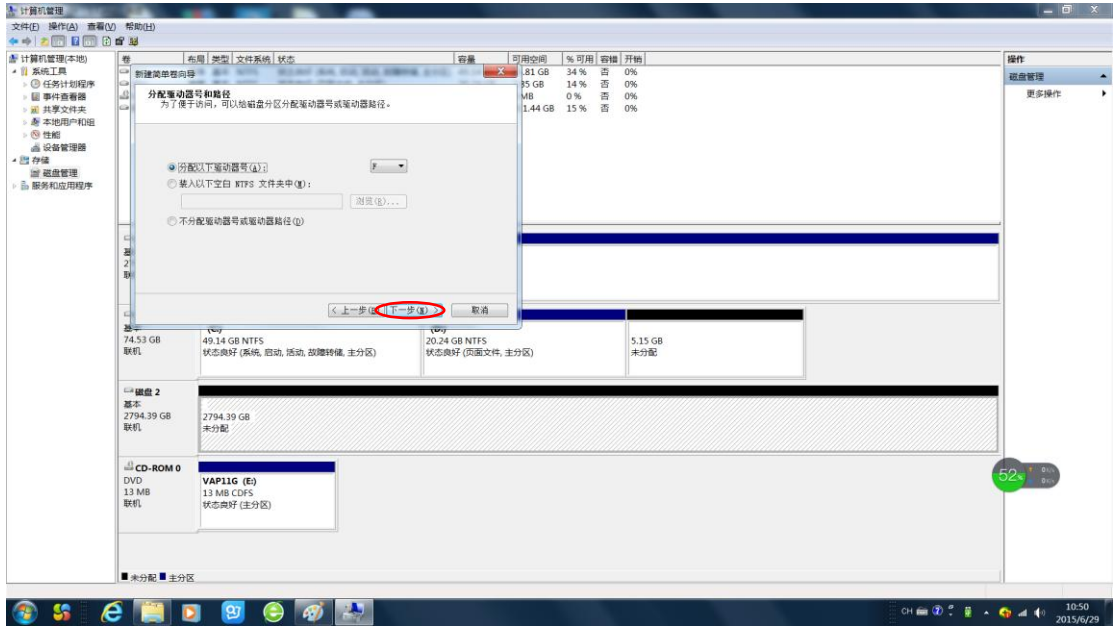 计算机管理
文件(F) 操作(A) 查看(V) 帮助(H)
计算机管理(本地)
系统工具
任务计划程序
事件查看器
共享文件夹
本地用户和组
性能
设备管理器
存储
磁盘管理
服务和应用程序
卷 布局 类型 文件系统 状态 容量 可用空间 % 可用 容错 开销
.81 GB 34 % 否 0%
35 GB 14 % 否 0%
MB 0 % 否 0%
1.44 GB 15 % 否 0%
新建简单卷向导
分配驱动器号和路径
为了便于访问，可以给磁盘分区分配驱动器号或驱动器路径。
分配以下驱动器号(A): F
装入以下空白 NTFS 文件夹中(M):
浏览(R)...
不分配驱动器号或驱动器路径(D)
< 上一步(B) 下一步(N) > 取消
74.53 GB
联机
(C:)
49.14 GB NTFS
状态良好 (系统, 启动, 活动, 故障转储, 主分区)
(D:)
20.24 GB NTFS
状态良好 (页面文件, 主分区)
5.15 GB
未分配
磁盘 2
基本
2794.39 GB
联机
2794.39 GB
未分配
CD-ROM 0
DVD
13 MB
联机
VAP11G (E:)
13 MB CDFS
状态良好 (主分区)
未分配 主分区
操作
磁盘管理
更多操作
52%
CH
10:50
2015/6/29